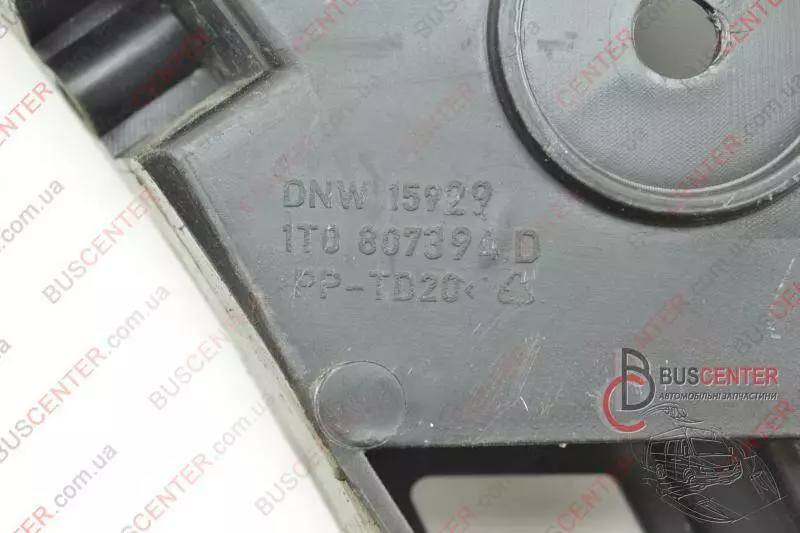 DNW 15929
1T0 807394 D
>PP-TD20<
BUSCENTER
АВТОМОБІЛЬНІ ЗАПЧАСТИНИ
BUSCENTER.com.ua